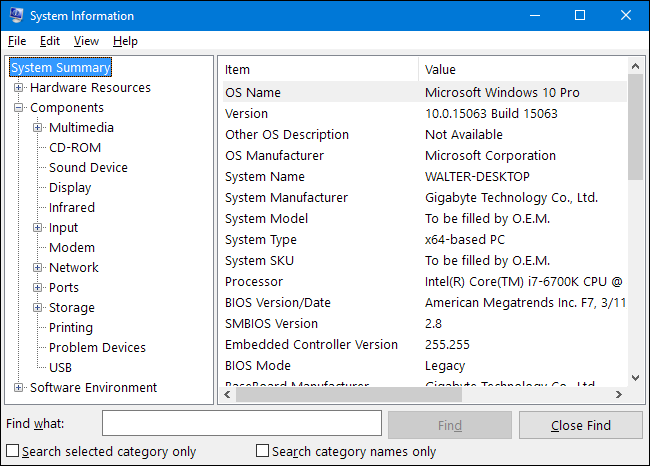 System Information
File Edit View Help
System Summary
Hardware Resources
Components
Multimedia
CD-ROM
Sound Device
Display
Infrared
Input
Modem
Network
Ports
Storage
Printing
Problem Devices
USB
Software Environment
Item Value
OS Name Microsoft Windows 10 Pro
Version 10.0.15063 Build 15063
Other OS Description Not Available
OS Manufacturer Microsoft Corporation
System Name WALTER-DESKTOP
System Manufacturer Gigabyte Technology Co., Ltd.
System Model To be filled by O.E.M.
System Type x64-based PC
System SKU To be filled by O.E.M.
Processor Intel(R) Core(TM) i7-6700K CPU @
BIOS Version/Date American Megatrends Inc. F7, 3/11
SMBIOS Version 2.8
Embedded Controller Version 255.255
BIOS Mode Legacy
BaseBoard Manufacturer Gigabyte Technology Co., Ltd.
Find what: Find Close Find
Search selected category only Search category names only